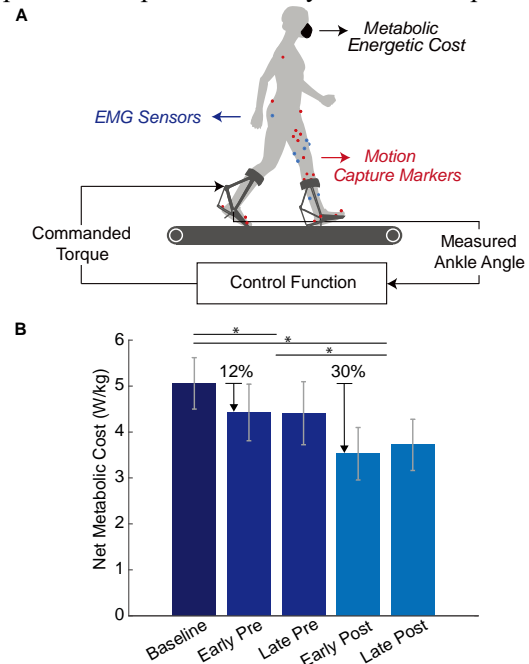 A
Metabolic
Energetic Cost
EMG Sensors
Motion
Capture Markers
Commanded
Torque
Measured
Ankle Angle
Control Function
B
* 
*
*
12%
30%
Net Metabolic Cost (W/kg)
6
5
4
3
2
1
0
Baseline
Early Pre
Late Pre
Early Post
Late Post